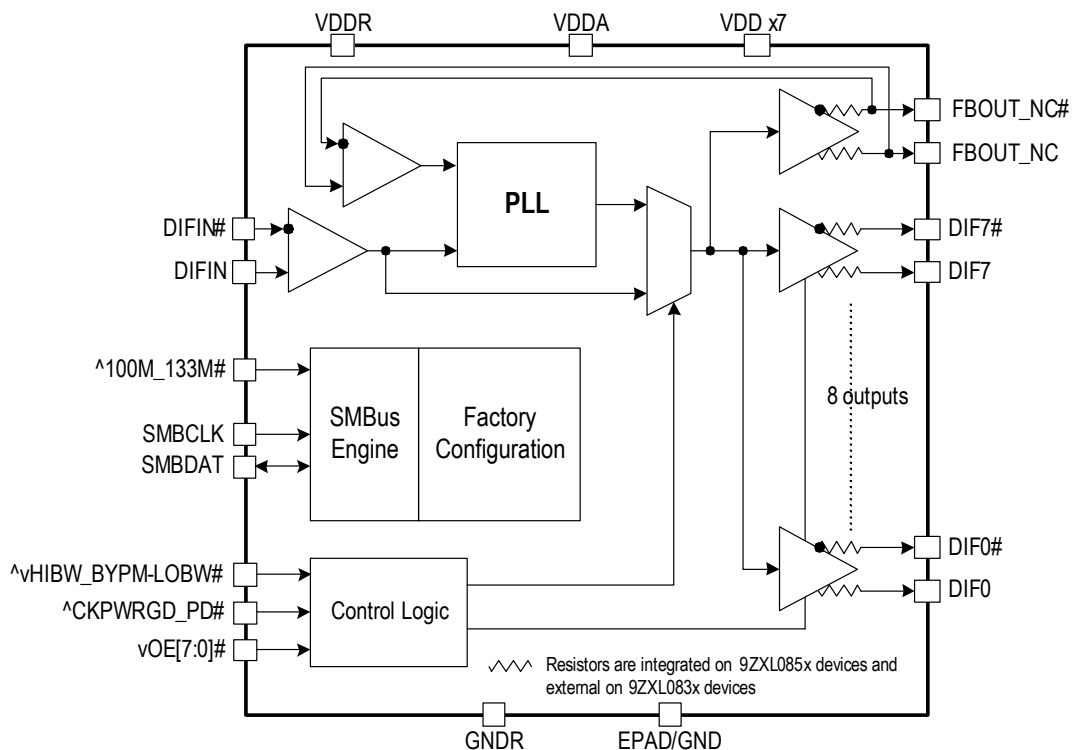 VDDR
VDDA
VDD x7
FBOUT_NC#
FBOUT_NC
PLL
DIFIN#
DIFIN
DIF7#
DIF7
^100M_133M#
SMBCLK
SMBDAT
SMBus
Engine
Factory
Configuration
8 outputs
^vHIBW_BYPM-LOBW#
^CKPWRGD_PD#
vOE[7:0]#
Control Logic
DIF0#
DIF0
Resistors are integrated on 9ZXL085x devices and
external on 9ZXL083x devices
GNDR
EPAD/GND